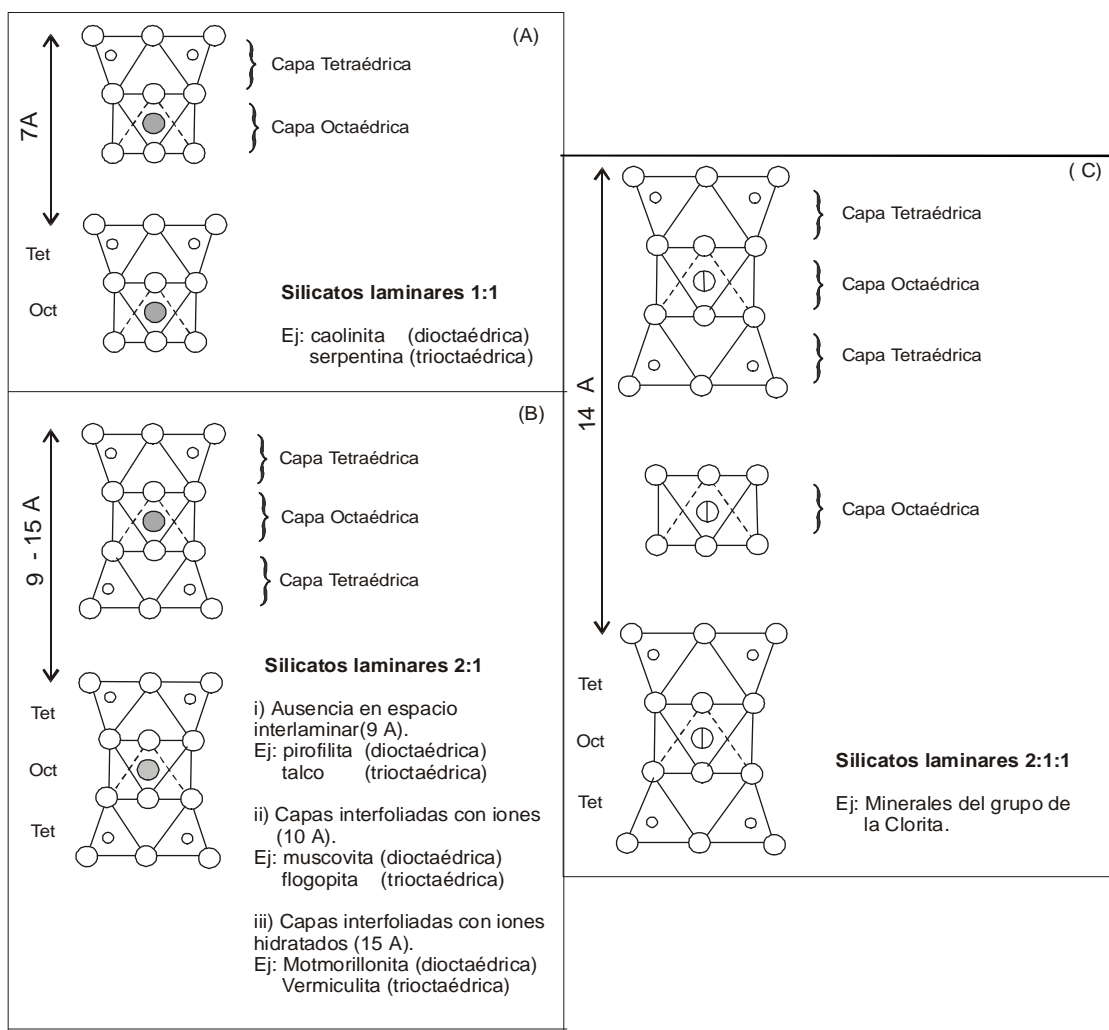 (A)
7A
Capa Tetraédrica
Capa Octaédrica
Tet
Oct
Silicatos laminares 1:1
Ej: caolinita (dioctaédrica)
serpentina (trioctaédrica)
(B)
9 - 15 A
Capa Tetraédrica
Capa Octaédrica
Capa Tetraédrica
Tet
Oct
Tet
Silicatos laminares 2:1
i) Ausencia en espacio
interlaminar(9 A).
Ej: pirofilita (dioctaédrica)
talco (trioctaédrica)
ii) Capas interfoliadas con iones
(10 A).
Ej: muscovita (dioctaédrica)
flogopita (trioctaédrica)
iii) Capas interfoliadas con iones
hidratados (15 A).
Ej: Motmorillonita (dioctaédrica)
Vermiculita (trioctaédrica)
( C)
14 A
Capa Tetraédrica
Capa Octaédrica
Capa Tetraédrica
Capa Octaédrica
Tet
Oct
Tet
Silicatos laminares 2:1:1
Ej: Minerales del grupo de
la Clorita.